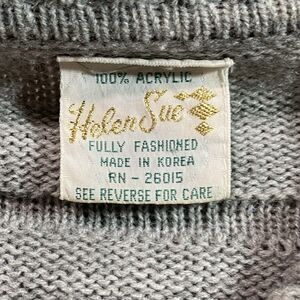 100% ACRYLIC
Helen Sue
FULLY FASHIONED
MADE IN KOREA
RN - 26015
SEE REVERSE FOR CARE